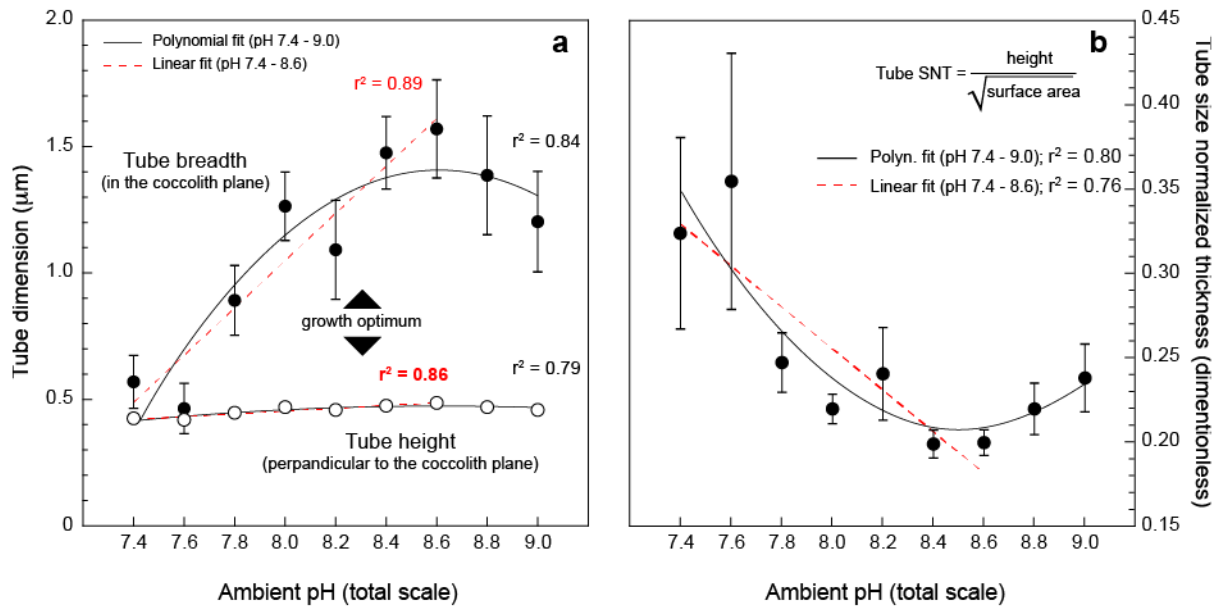 a
Polynomial fit (pH 7.4 - 9.0)
Linear fit (pH 7.4 - 8.6)
r² = 0.89
r² = 0.84
Tube breadth
(in the coccolith plane)
growth optimum
r² = 0.86
r² = 0.79
Tube height
(perpandicular to the coccolith plane)
Tube dimension (μm)
2.0
1.5
1.0
0.5
0
7.4 7.6 7.8 8.0 8.2 8.4 8.6 8.8 9.0
Ambient pH (total scale)
b
Tube SNT = height
√surface area
Polyn. fit (pH 7.4 - 9.0); r² = 0.80
Linear fit (pH 7.4 - 8.6); r² = 0.76
0.45
0.40
0.35
0.30
0.25
0.20
0.15
Tube size normalized thickness (dimentionless)
7.4 7.6 7.8 8.0 8.2 8.4 8.6 8.8 9.0
Ambient pH (total scale)